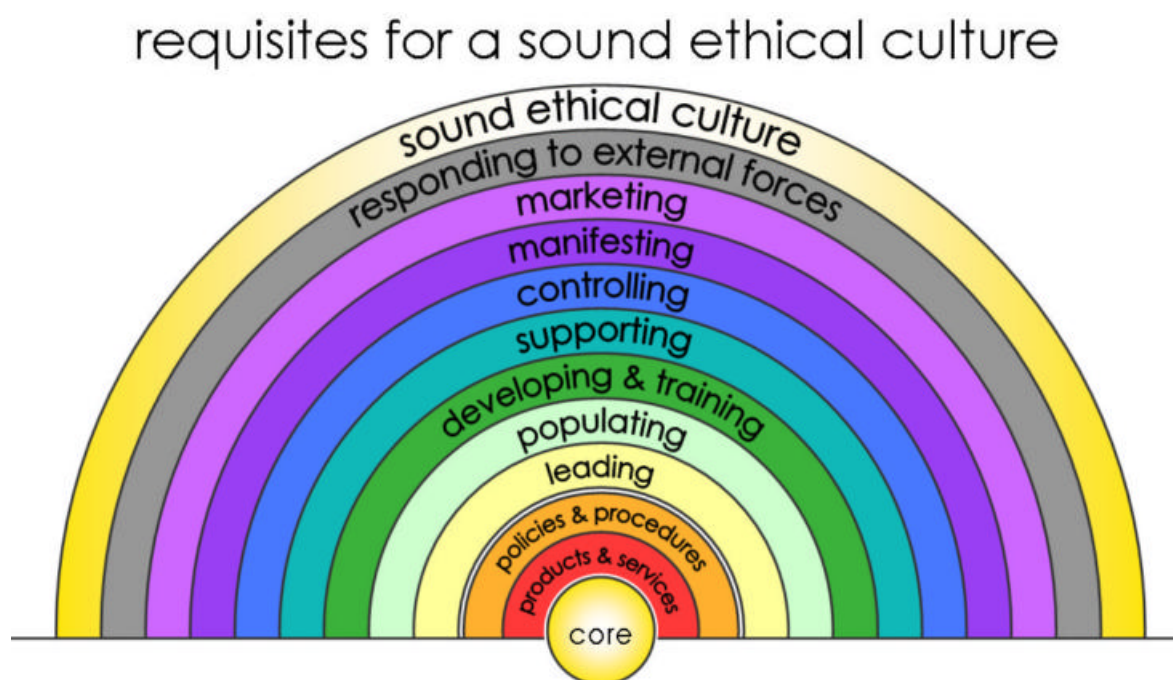 requisites for a sound ethical culture
sound ethical culture
responding to external forces
marketing
manifesting
controlling
supporting
developing & training
populating
leading
policies & procedures
products & services
core